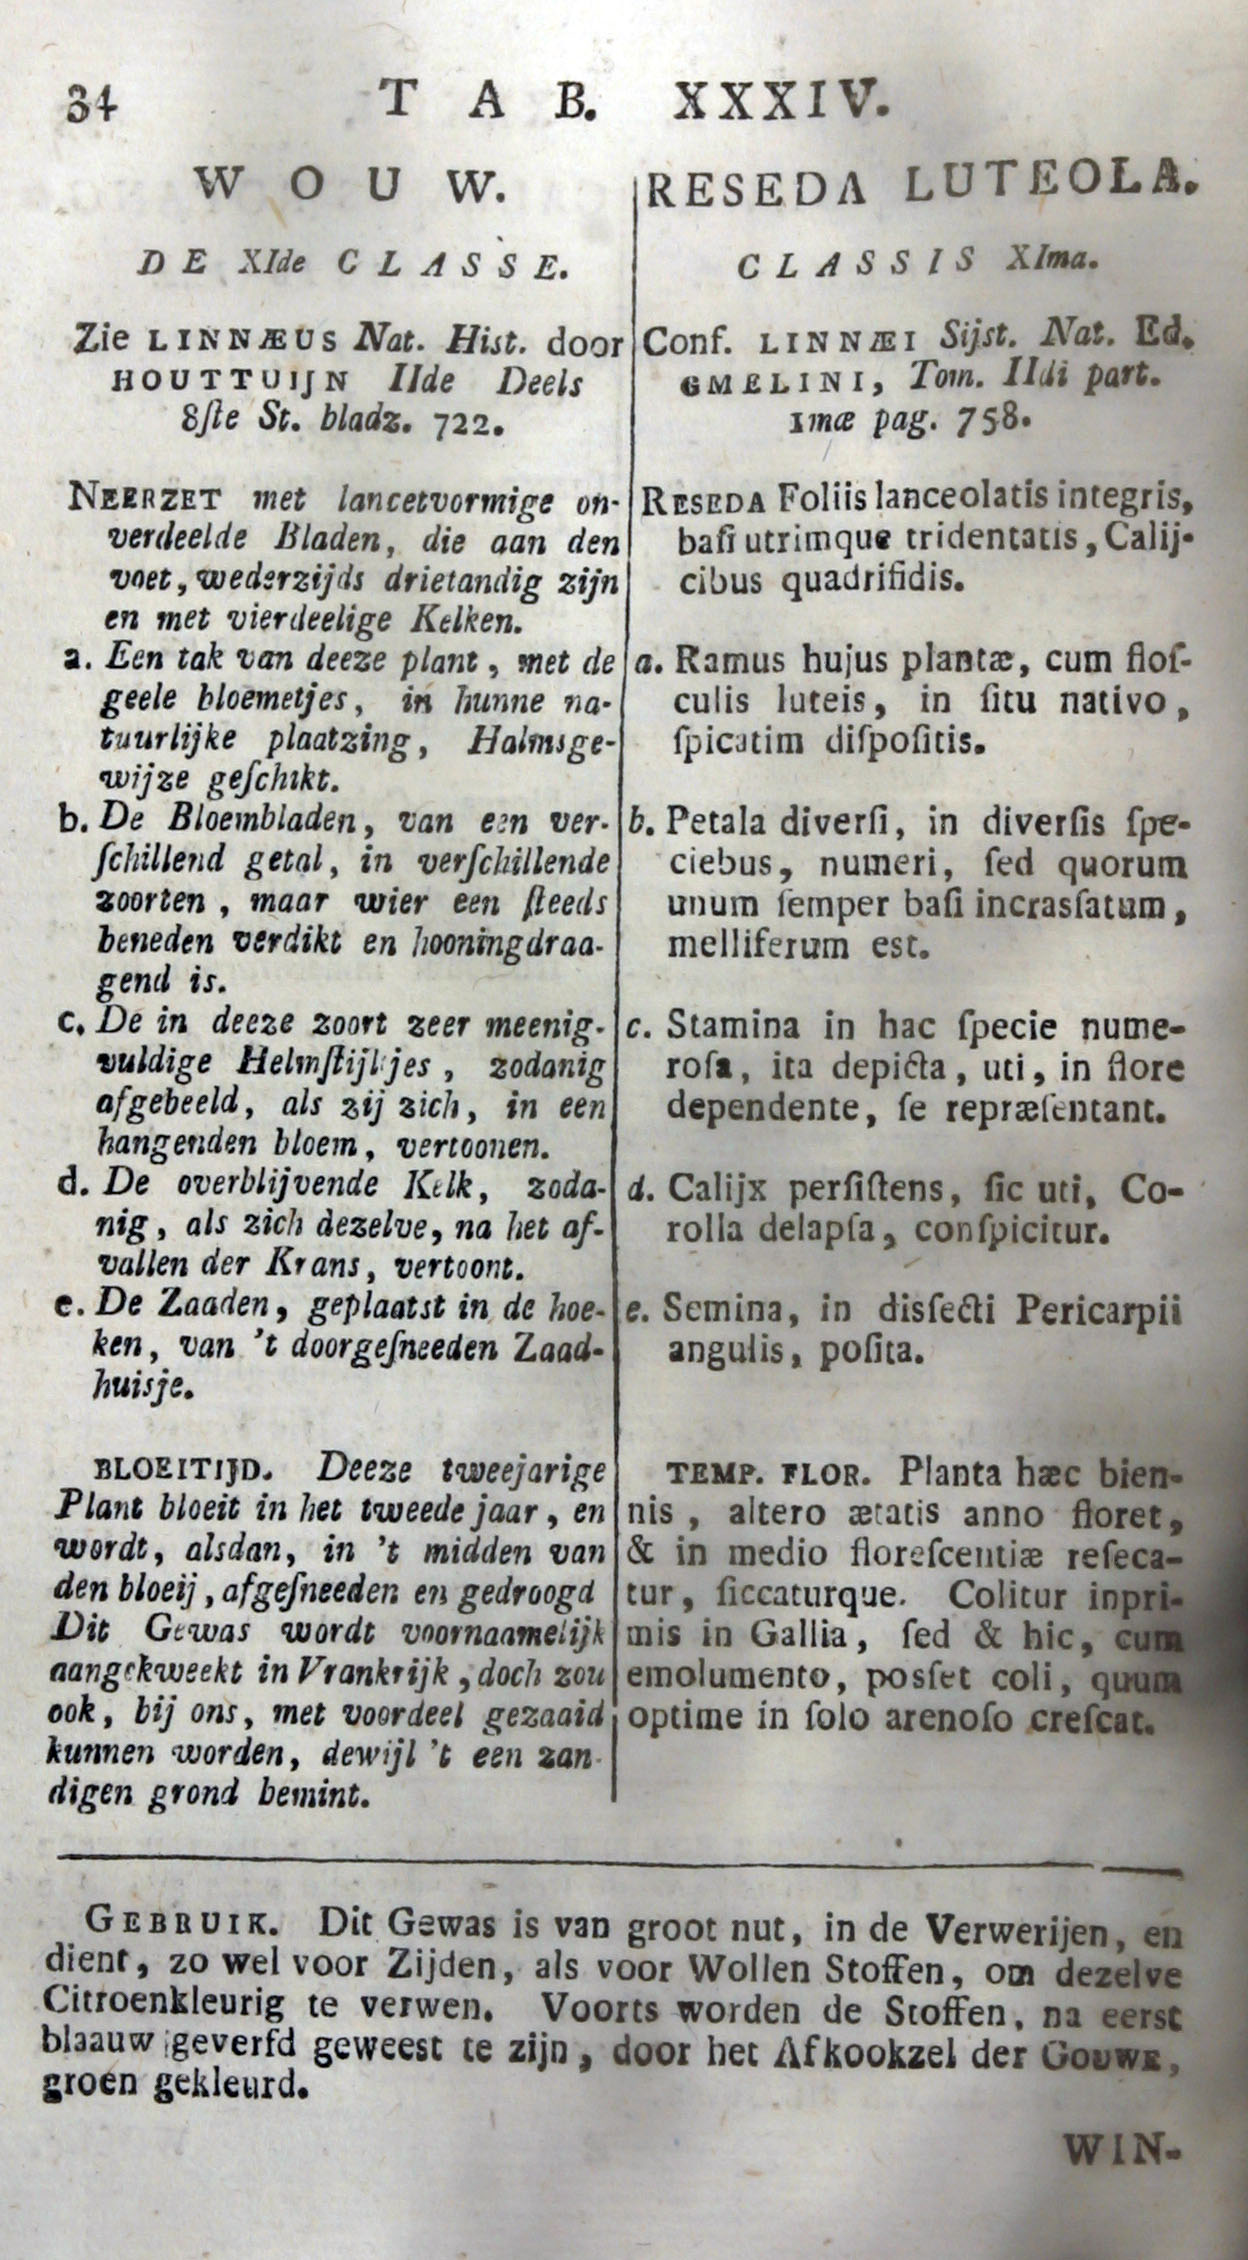 34
TAB. XXXIV.
WOUW.
DE XIde CLASSE.
Zie LINNÆUS Nat. Hist. door
HOUTTUIJN IIde Deels
8ſte St. bladz. 722.
NEERZET met lancetvormige on-
verdeelde Bladen, die aan den
voet, wederzijds drietandig zijn
en met vierdeelige Kelken.
a. Een tak van deeze plant, met de
geele bloemetjes, in hunne na-
tuurlijke plaatzing, Halmsge-
wijze geſchikt.
b. De Bloembladen, van een ver-
ſchillend getal, in verſchillende
zoorten, maar wier een ſteeds
beneden verdikt en hooningdraa-
gend is.
c. De in deeze zoort zeer meenig-
vuldige Helmſtijltjes, zodanig
afgebeeld, als zij zich, in een
hangenden bloem, vertoonen.
d. De overblijvende Kelk, zoda-
nig, als zich dezelve, na het af-
vallen der Krans, vertoont.
e. De Zaaden, geplaatst in de hoe-
ken, van 't doorgeſneeden Zaad-
huisje.
BLOEITIJD. Deeze tweejarige
Plant bloeit in het tweede jaar, en
wordt, alsdan, in 't midden van
den bloeij, afgeſneeden en gedroogd
Dit Gewas wordt voornaamelijk
aangekweekt in Vrankrijk, doch zou
ook, bij ons, met voordeel gezaaid
kunnen worden, dewijl 't een zan-
digen grond bemint.
RESEDA LUTEOLA.
CLASSIS XIma.
Conf. LINNÆI Sijst. Nat. Ed.
GMELINI, Tom. IIdi part.
1mæ pag. 758.
RESEDA Foliis lanceolatis integris,
baſi utrimque tridentatis, Calij-
cibus quadrifidis.
a. Ramus hujus plantæ, cum floſ-
culis luteis, in ſitu nativo,
ſpicatim diſpoſitis.
b. Petala diverſi, in diverſis ſpe-
ciebus, numeri, ſed quorum
unum ſemper baſi incrasſatum,
melliferum est.
c. Stamina in hac ſpecie nume-
roſa, ita depicta, uti, in flore
dependente, ſe repræſentant.
d. Calijx perſiſtens, ſic uti, Co-
rolla delapſa, conſpicitur.
e. Semina, in disſecti Pericarpii
angulis, poſita.
TEMP. FLOR. Planta hæc bien-
nis, altero ætatis anno floret,
& in medio floreſcentiæ reſeca-
tur, ſiccaturque. Colitur inpri-
mis in Gallia, ſed & hic, cum
emolumento, posſet coli, quum
optime in ſolo arenoſo creſcat.
GEBRUIK. Dit Gewas is van groot nut, in de Verwerijen, en
dient, zo wel voor Zijden, als voor Wollen Stoffen, om dezelve
Citroenkleurig te verwen. Voorts worden de Stoffen, na eerst
blaauw geverfd geweest te zijn, door het Afkookzel der GOUWE,
groen gekleurd.
WIN-